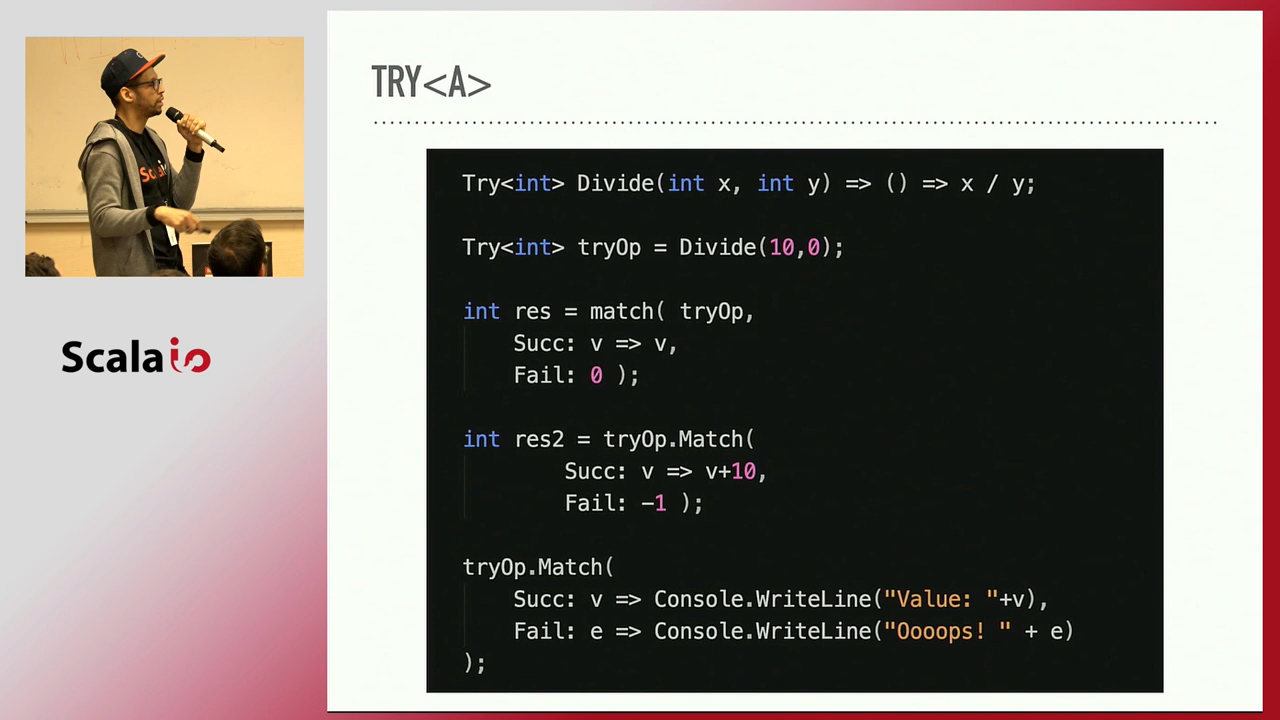 TRY<A>
Try<int> Divide(int x, int y) => () => x / y;
Try<int> tryOp = Divide(10,0);
int res = match( tryOp,
Succ: v => v,
Fail: 0 );
int res2 = tryOp.Match(
Succ: v => v+10,
Fail: -1 );
tryOp.Match(
Succ: v => Console.WriteLine("Value: "+v),
Fail: e => Console.WriteLine("Oooops! " + e)
);
Scala io